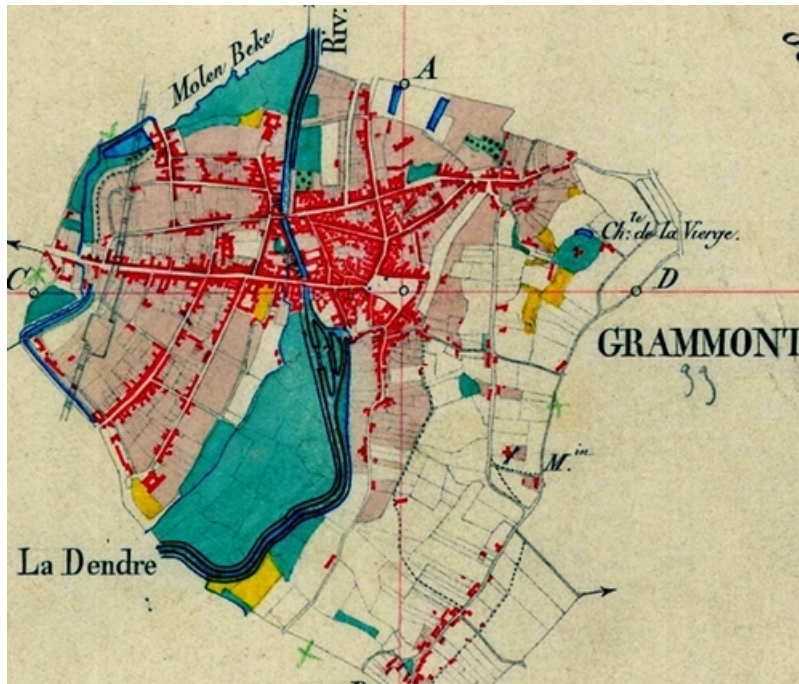 Riv:
Molen Beke
A
Ch: te de la Vierge.
C
D
GRAMMONT
99
M. in
La Dendre